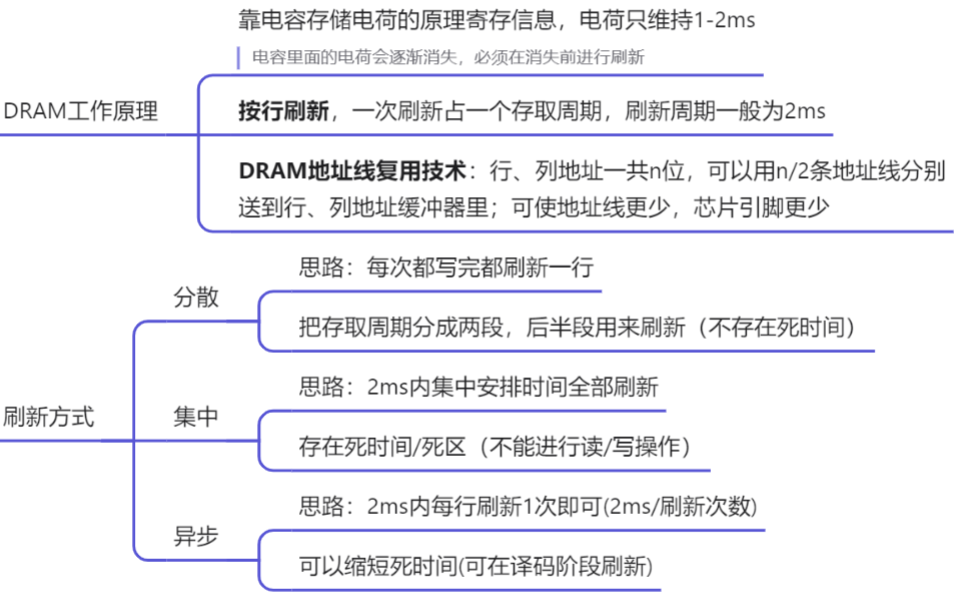 靠电容存储电荷的原理寄存信息，电荷只维持1-2ms
电容里面的电荷会逐渐消失，必须在消失前进行刷新
DRAM工作原理
按行刷新，一次刷新占一个存取周期，刷新周期一般为2ms
DRAM地址线复用技术：行、列地址一共n位，可以用n/2条地址线分别
送到行、列地址缓冲器里；可使地址线更少，芯片引脚更少
刷新方式
分散
思路：每次都写完都刷新一行
把存取周期分成两段，后半段用来刷新（不存在死时间）
集中
思路：2ms内集中安排时间全部刷新
存在死时间/死区（不能进行读/写操作）
异步
思路：2ms内每行刷新1次即可(2ms/刷新次数)
可以缩短死时间(可在译码阶段刷新)